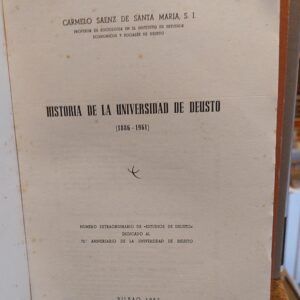 CARMELO SAENZ DE SANTA MARIA, S. I.
PROFESOR DE SOCIOLOGIA EN EL INSTITUTO DE ESTUDIOS
ECONOMICOS Y SOCIALES DE DEUSTO
HISTORIA DE LA UNIVERSIDAD DE DEUSTO
(1886-1961)
NUMERO EXTRAORDINARIO DE «ESTUDIOS DE DEUSTO»
DEDICADO AL
75° ANIVERSARIO DE LA UNIVERSIDAD DE DEUSTO
BILBAO